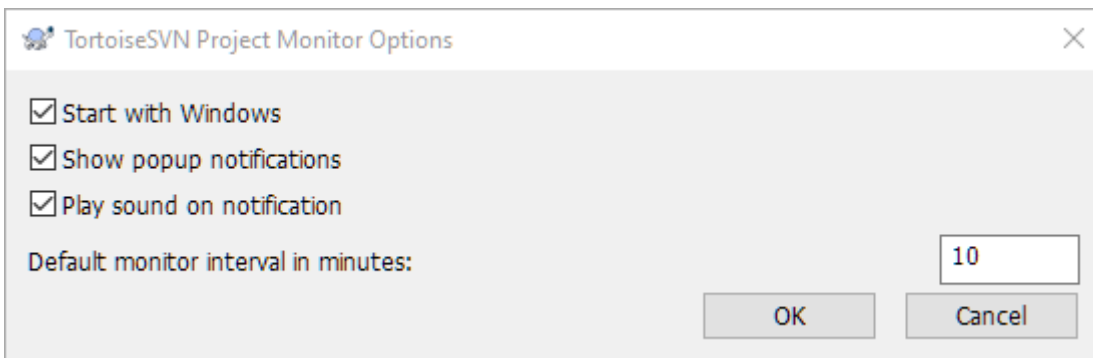 TortoiseSVN Project Monitor Options
Start with Windows
Show popup notifications
Play sound on notification
Default monitor interval in minutes: 10
OK Cancel